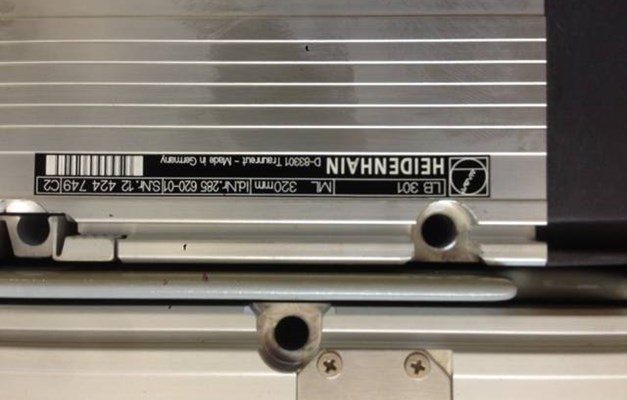 LB 301 ML 320mm Id.Nr. 285 620-01 S.Nr. 12 424 749 C2
HEIDENHAIN D-83301 Traunreut - Made in Germany